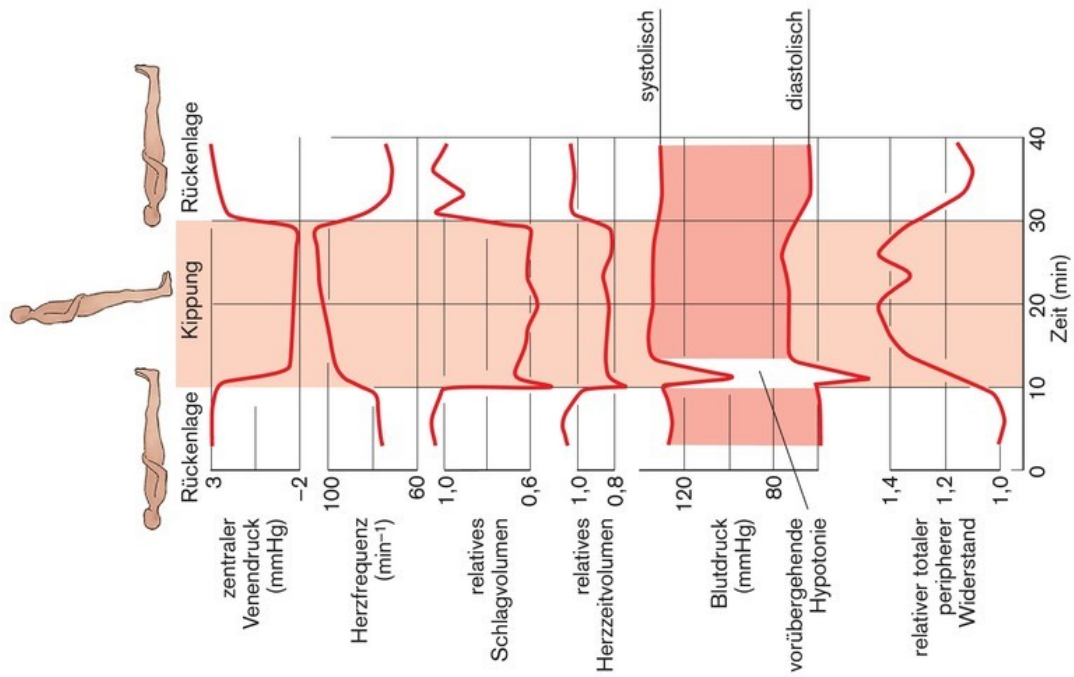 Rückenlage
Kippung
Rückenlage
zentraler
Venendruck
(mmHg)
3
−2
Herzfrequenz
(min⁻¹)
100
60
relatives
Schlagvolumen
1,0
0,6
relatives
Herzzeitvolumen
1,0
0,8
systolisch
Blutdruck
(mmHg)
120
80
diastolisch
vorübergehende
Hypotonie
relativer totaler
peripherer
Widerstand
1,4
1,2
1,0
0
10
20
30
40
Zeit (min)